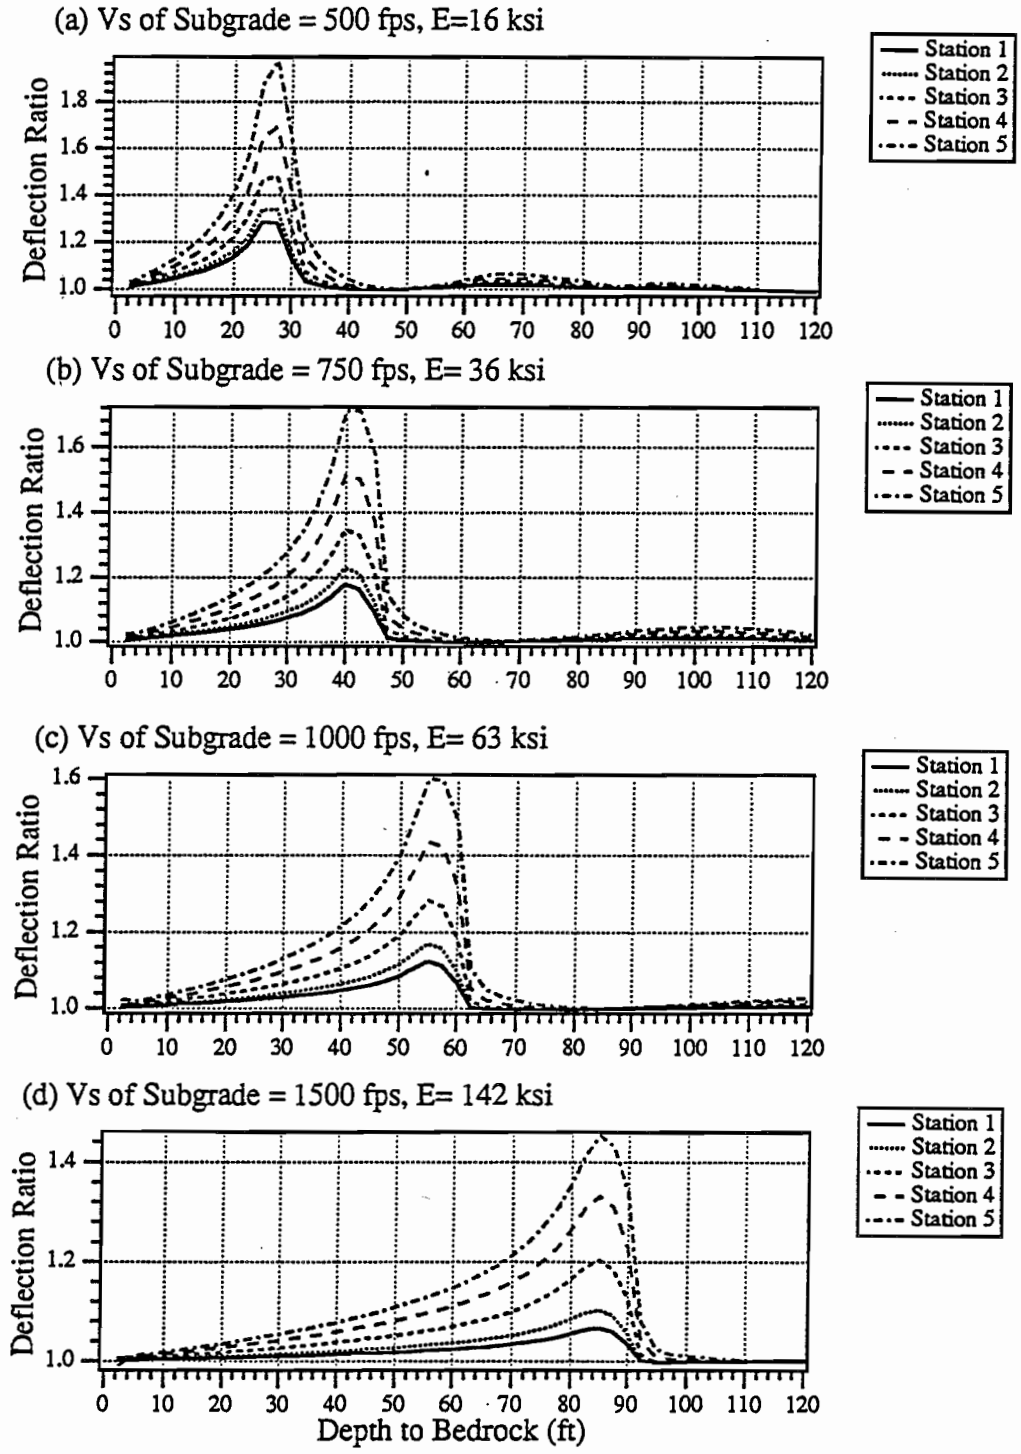 (a) Vs of Subgrade = 500 fps, E=16 ksi
Deflection Ratio
1.8
1.6
1.4
1.2
1.0
0 10 20 30 40 50 60 70 80 90 100 110 120
Station 1
Station 2
Station 3
Station 4
Station 5
(b) Vs of Subgrade = 750 fps, E= 36 ksi
Deflection Ratio
1.6
1.4
1.2
1.0
0 10 20 30 40 50 60 70 80 90 100 110 120
Station 1
Station 2
Station 3
Station 4
Station 5
(c) Vs of Subgrade = 1000 fps, E= 63 ksi
Deflection Ratio
1.6
1.4
1.2
1.0
0 10 20 30 40 50 60 70 80 90 100 110 120
Station 1
Station 2
Station 3
Station 4
Station 5
(d) Vs of Subgrade = 1500 fps, E= 142 ksi
Deflection Ratio
1.4
1.2
1.0
0 10 20 30 40 50 60 70 80 90 100 110 120
Depth to Bedrock (ft)
Station 1
Station 2
Station 3
Station 4
Station 5